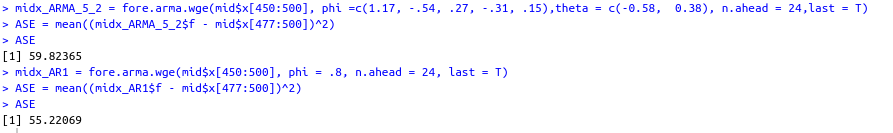 > midx_ARMA_5_2 = fore.arma.wge(mid$x[450:500], phi =c(1.17, -.54, .27, -.31, .15),theta = c(-0.58,  0.38), n.ahead = 24,last = T)
> ASE = mean((midx_ARMA_5_2$f - mid$x[477:500])^2)
> ASE
[1] 59.82365
> midx_AR1 = fore.arma.wge(mid$x[450:500], phi = .8, n.ahead = 24, last = T)
> ASE = mean((midx_AR1$f - mid$x[477:500])^2)
> ASE
[1] 55.22069